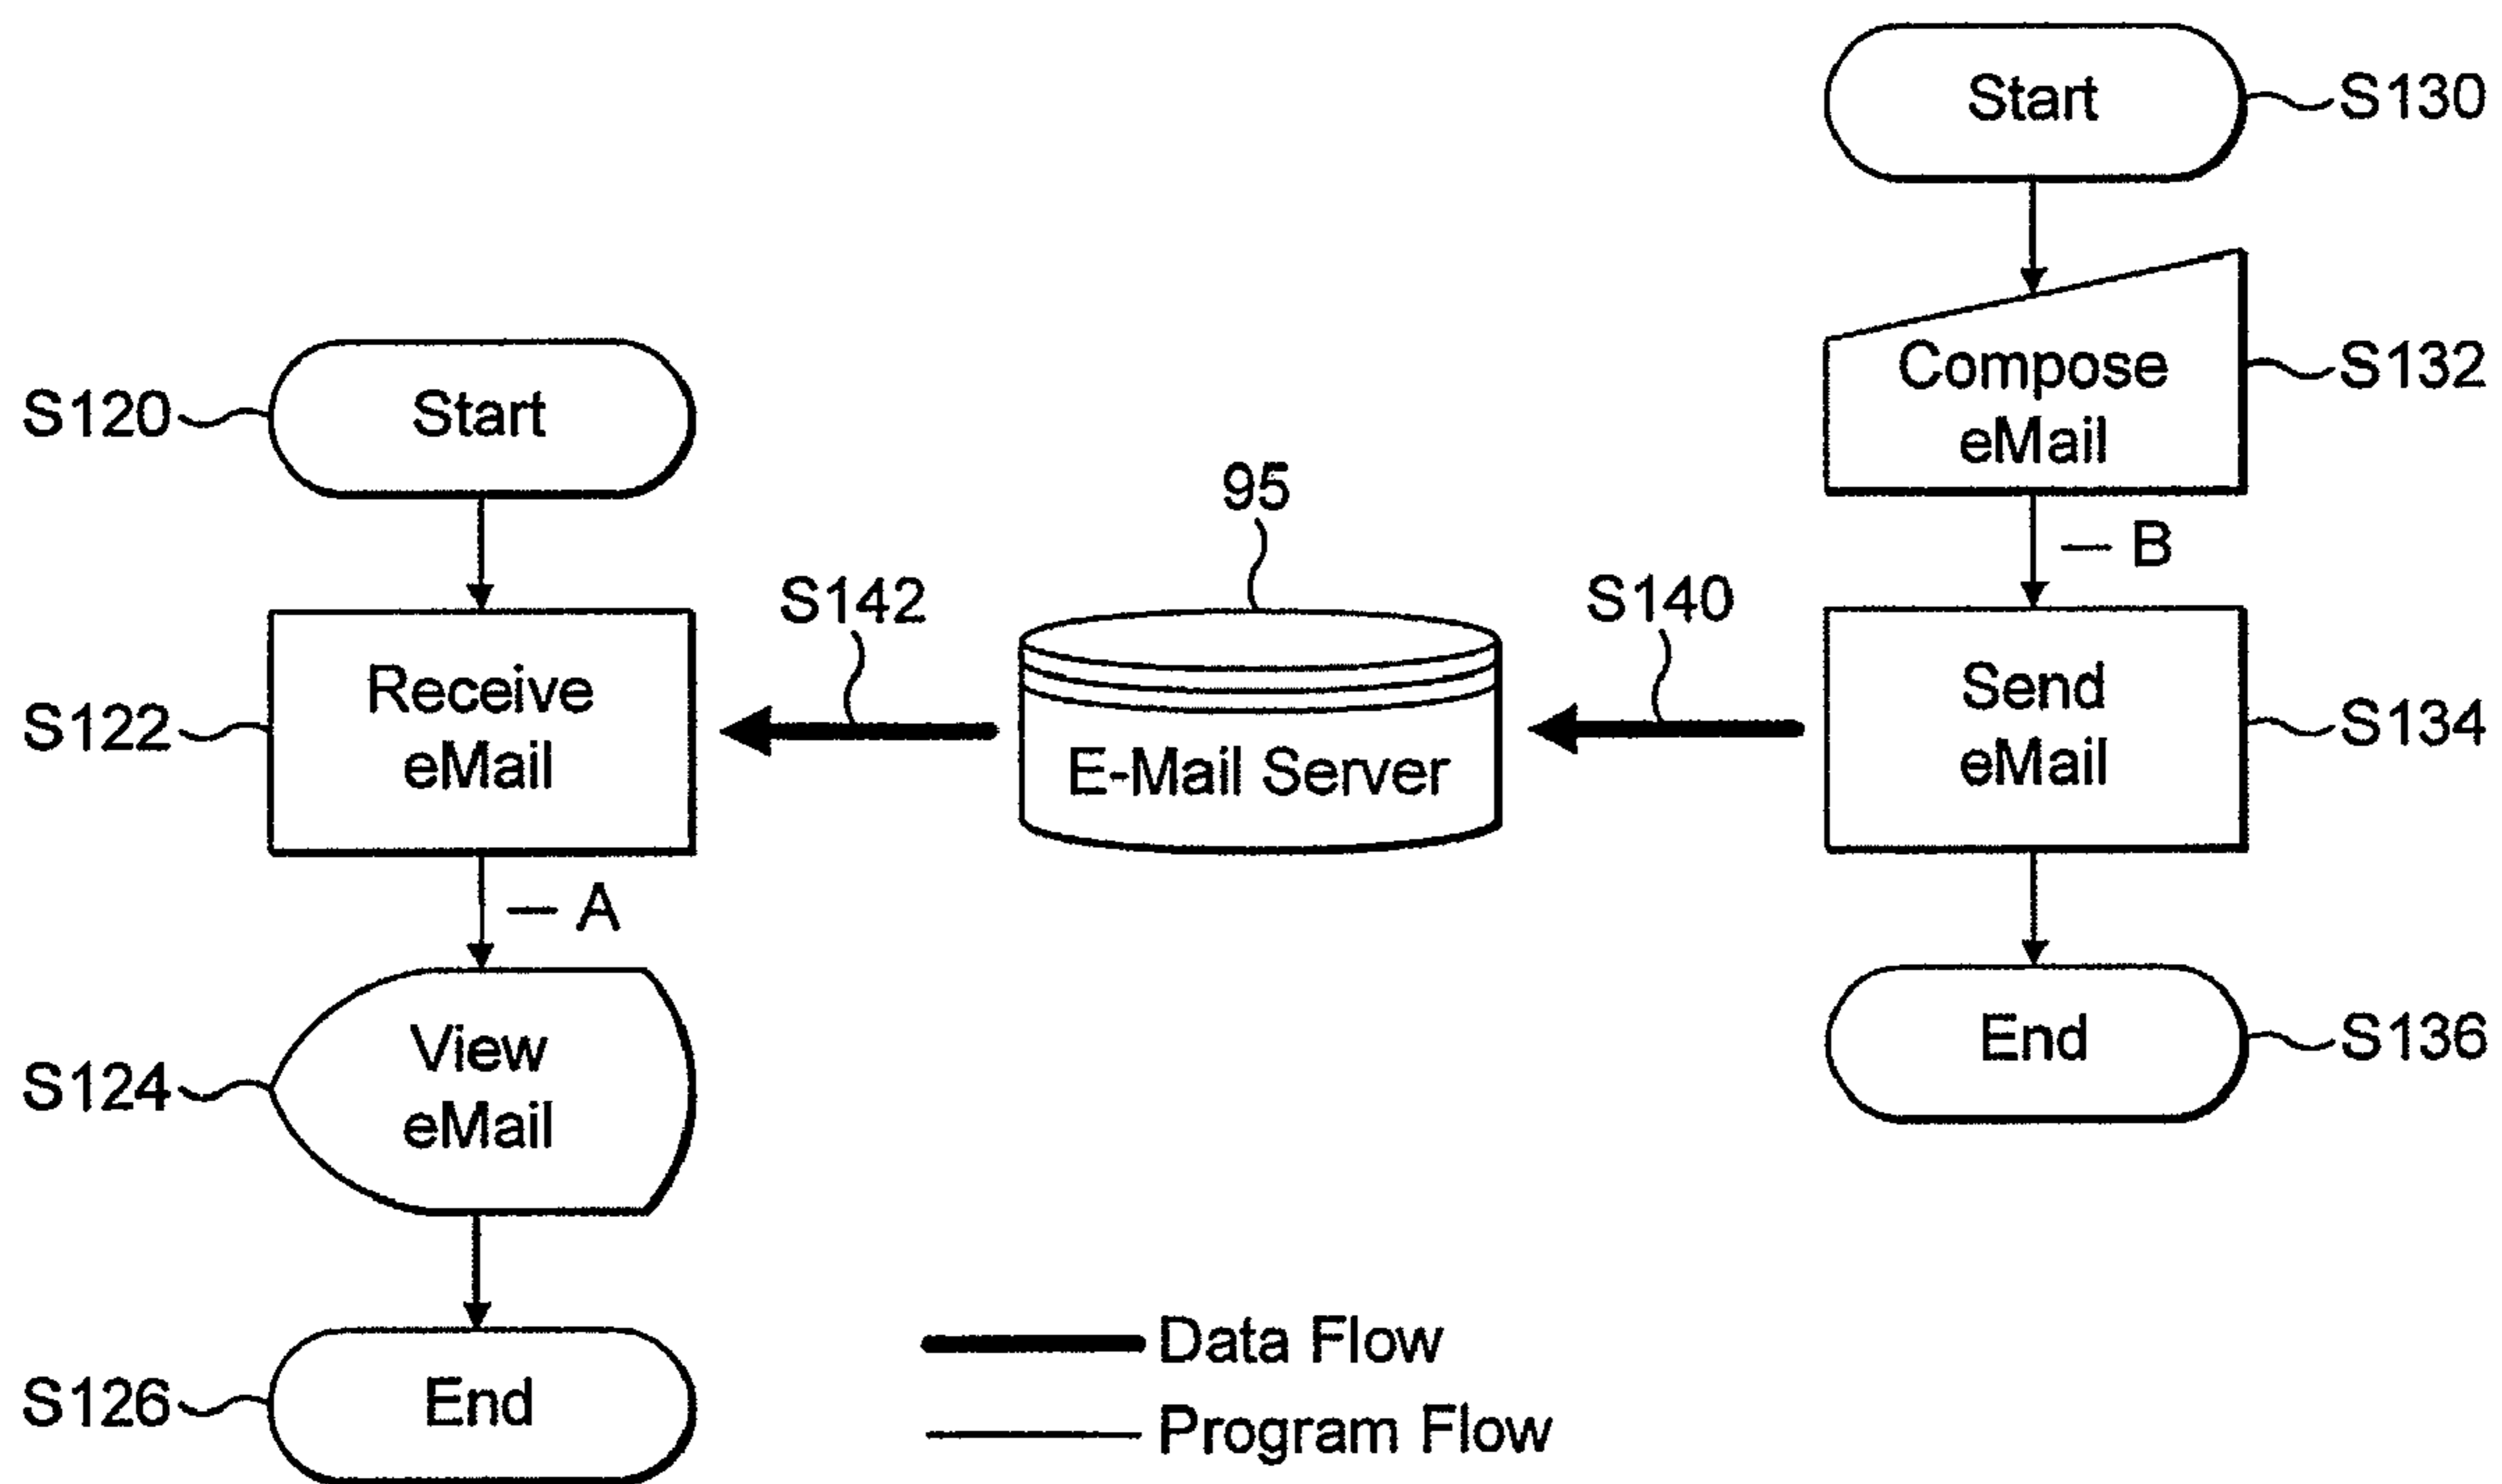 Start
S130
Compose
eMail
S132
S120
Start
95
B
S142
S140
Receive
eMail
S122
E-Mail Server
Send
eMail
S134
A
View
eMail
S124
End
S136
Data Flow
S126
End
Program Flow